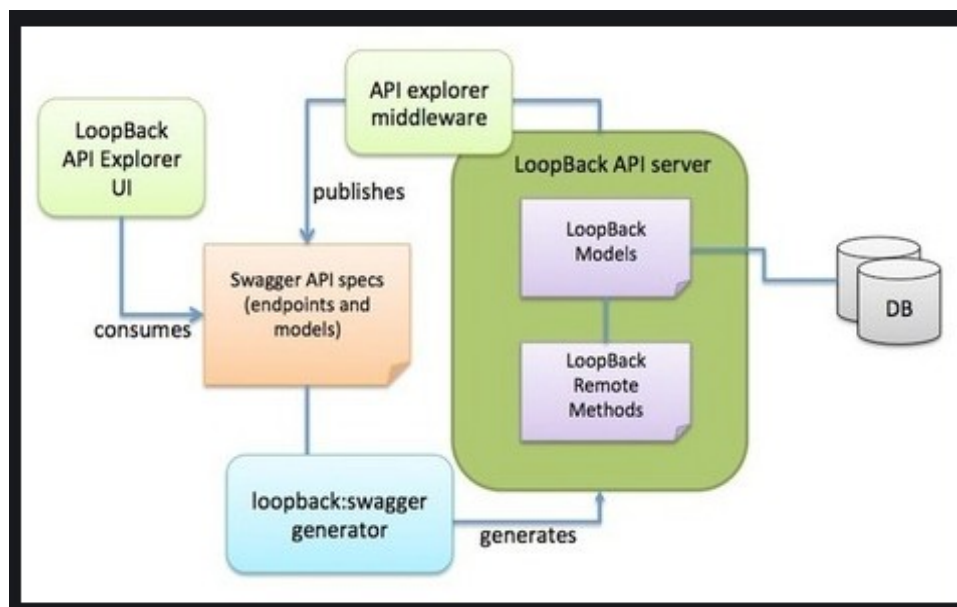 API explorer
middleware
LoopBack
API Explorer
UI
LoopBack API server
publishes
LoopBack
Models
Swagger API specs
(endpoints and
models)
DB
consumes
LoopBack
Remote
Methods
loopback:swagger
generator
generates